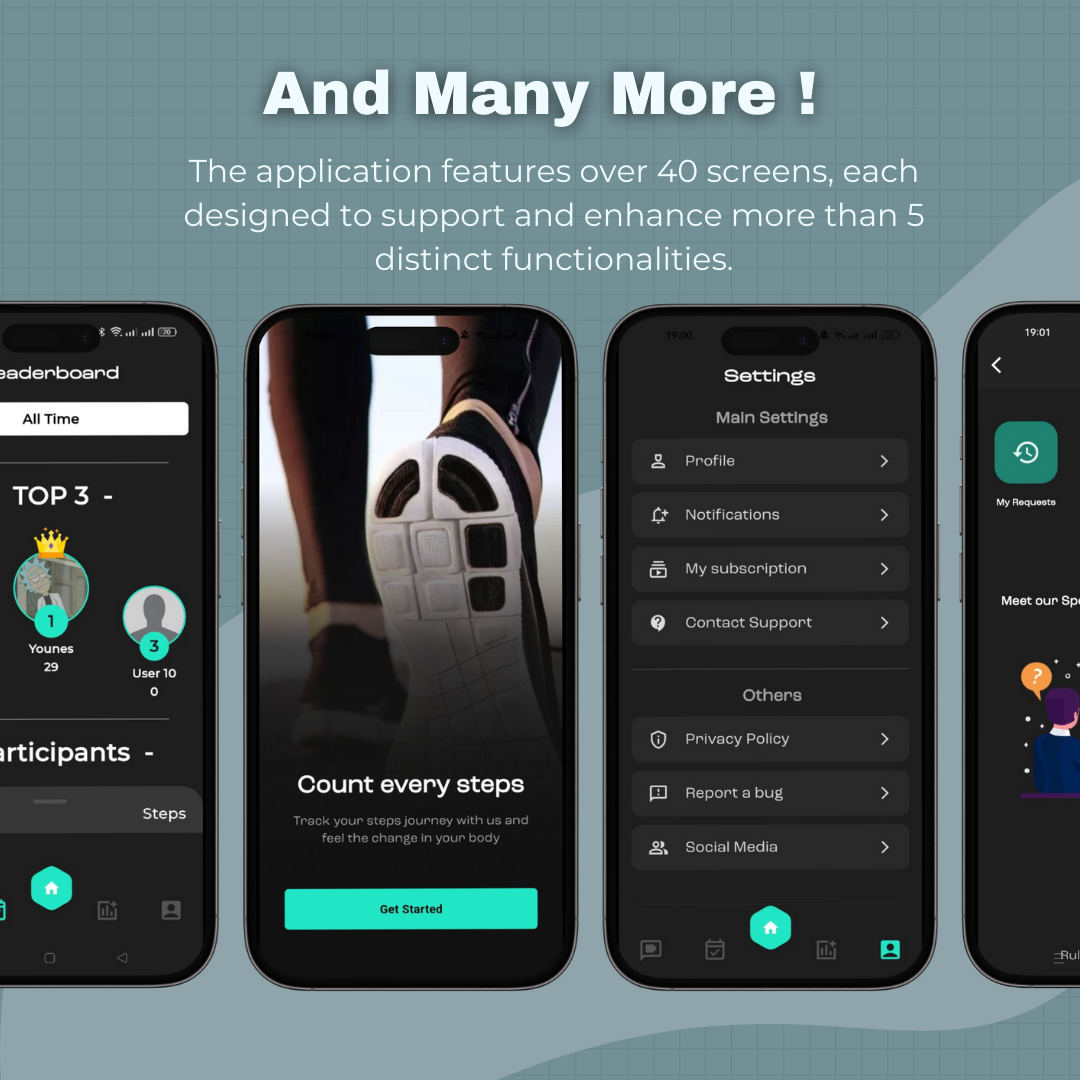 And Many More !
The application features over 40 screens, each
designed to support and enhance more than 5
distinct functionalities.
70
eaderboard
All Time
TOP 3 -
1
Younes
29
3
User 10
0
articipants -
Steps
Count every steps
Track your steps journey with us and
feel the change in your body
Get Started
19:00
Settings
Main Settings
Profile
Notifications
My subscription
Contact Support
Others
Privacy Policy
Report a bug
Social Media
19:01
My Requests
Meet our Spe
?
Rul